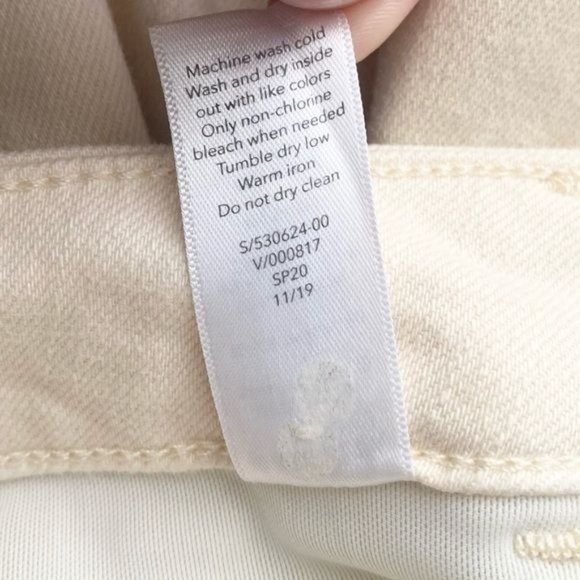 Machine wash cold
Wash and dry inside
out with like colors
Only non-chlorine
bleach when needed
Tumble dry low
Warm iron
Do not dry clean
S/530624-00
V/000817
SP20
11/19